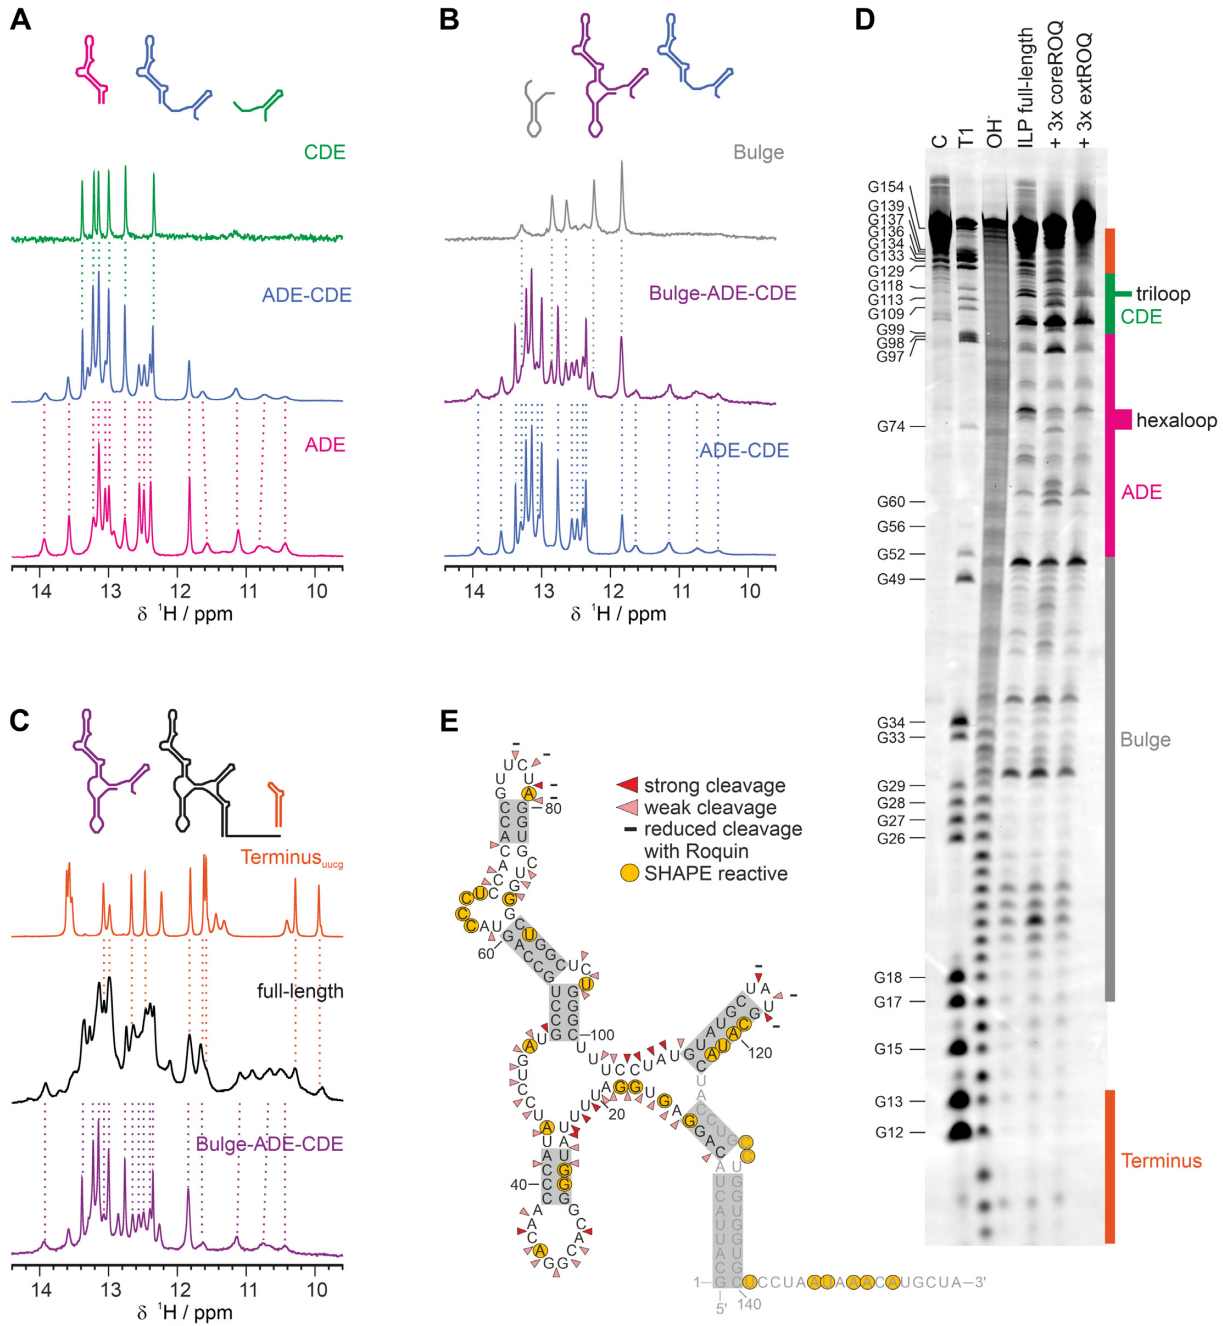 A
CDE
ADE-CDE
ADE
14 13 12 11 10
δ ¹H / ppm
B
Bulge
Bulge-ADE-CDE
ADE-CDE
14 13 12 11 10
δ ¹H / ppm
C
Terminus uucg
full-length
Bulge-ADE-CDE
14 13 12 11 10
δ ¹H / ppm
D
C
T1
OH⁻
ILP full-length
+ 3x coreROQ
+ 3x extROQ
G154
G139
G137
G136
G134
G133
G129
G118
G113
G109
G99
G98
G97
G74
G60
G56
G52
G49
G34
G33
G29
G28
G27
G26
G18
G17
G15
G13
G12
triloop
CDE
hexaloop
ADE
Bulge
Terminus
E
strong cleavage
weak cleavage
reduced cleavage
with Roquin
SHAPE reactive
80
60
100
120
20
40
1
5'
140
UCCUAAUAAACAUGCUA—3'